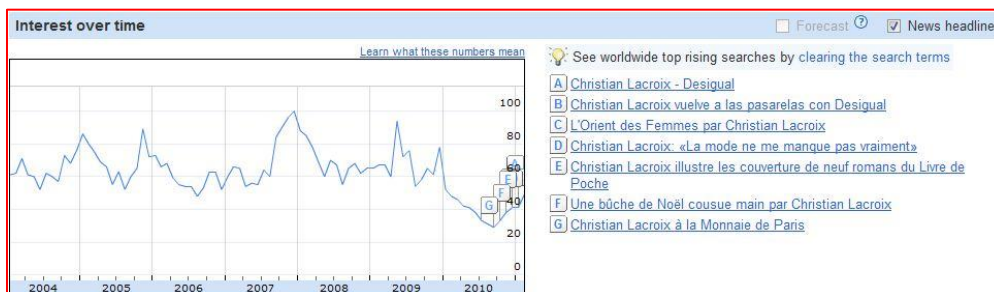 Interest over time
Forecast ?
News headline
Learn what these numbers mean
See worldwide top rising searches by clearing the search terms
A Christian Lacroix - Desigual
B Christian Lacroix vuelve a las pasarelas con Desigual
C L'Orient des Femmes par Christian Lacroix
D Christian Lacroix: «La mode ne me manque pas vraiment»
E Christian Lacroix illustre les couverture de neuf romans du Livre de
Poche
F Une bûche de Noël cousue main par Christian Lacroix
G Christian Lacroix à la Monnaie de Paris
100
80
60
40
20
0
A
E
F
G
2004 2005 2006 2007 2008 2009 2010